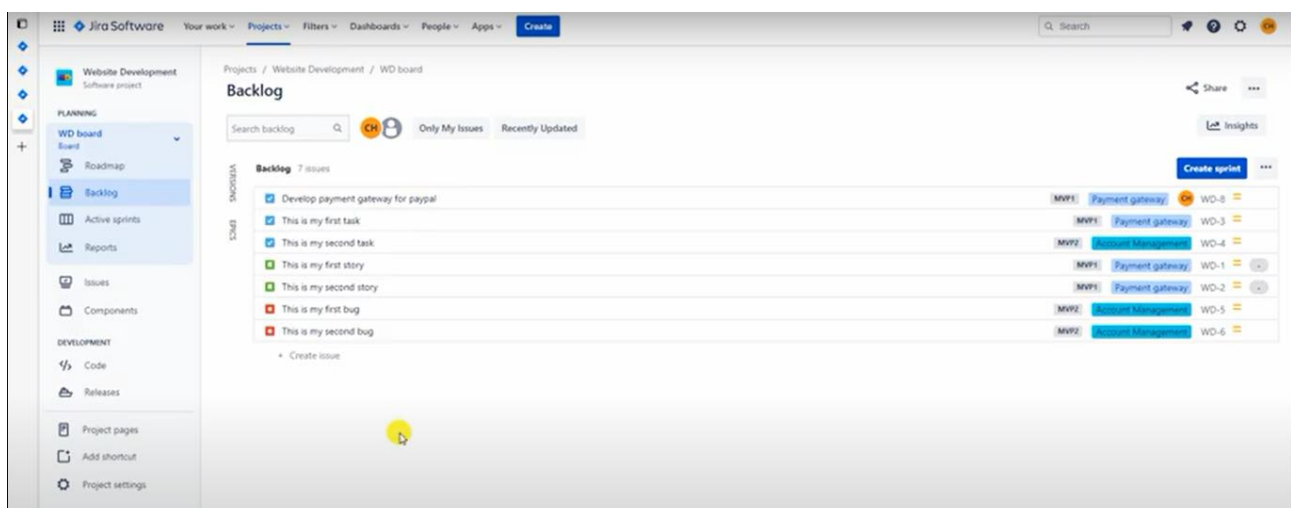 Jira Software Your work Projects Filters Dashboards People Apps Create Search CH
Website Development
Software project
PLANNING
WD board
Board
Roadmap
Backlog
Active sprints
Reports
Issues
Components
DEVELOPMENT
Code
Releases
Project pages
Add shortcut
Project settings
Projects / Website Development / WD board
Backlog
Share
Search backlog CH Only My Issues Recently Updated Insights
VERSIONS
EPICS
Backlog 7 issues Create sprint
Develop payment gateway for paypal MVP1 Payment gateway CH WD-8
This is my first task MVP1 Payment gateway WD-3
This is my second task MVP2 Account Management WD-4
This is my first story MVP1 Payment gateway WD-1 -
This is my second story MVP1 Payment gateway WD-2 -
This is my first bug MVP2 Account Management WD-5
This is my second bug MVP2 Account Management WD-6
+ Create issue